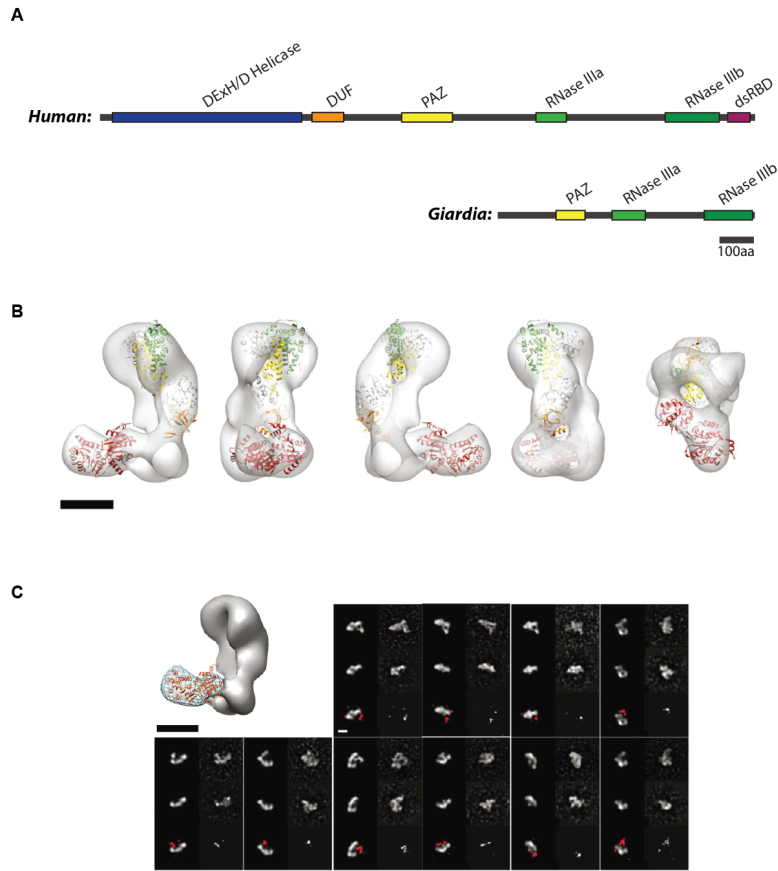 A
DExH/D Helicase
DUF
PAZ
RNase IIIa
RNase IIIb
dsRBD
Human:
PAZ
RNase IIIa
RNase IIIb
Giardia:
100aa
B
C